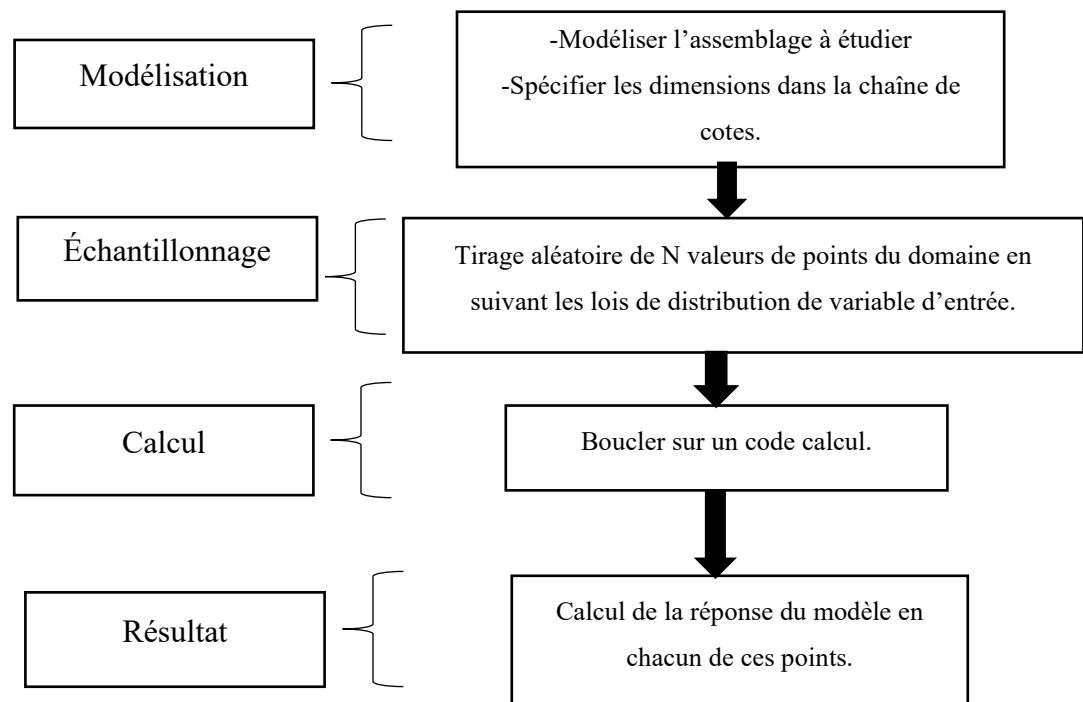 Modélisation
-Modéliser l’assemblage à étudier
-Spécifier les dimensions dans la chaîne de
cotes.
Échantillonnage
Tirage aléatoire de N valeurs de points du domaine en
suivant les lois de distribution de variable d’entrée.
Calcul
Boucler sur un code calcul.
Résultat
Calcul de la réponse du modèle en
chacun de ces points.